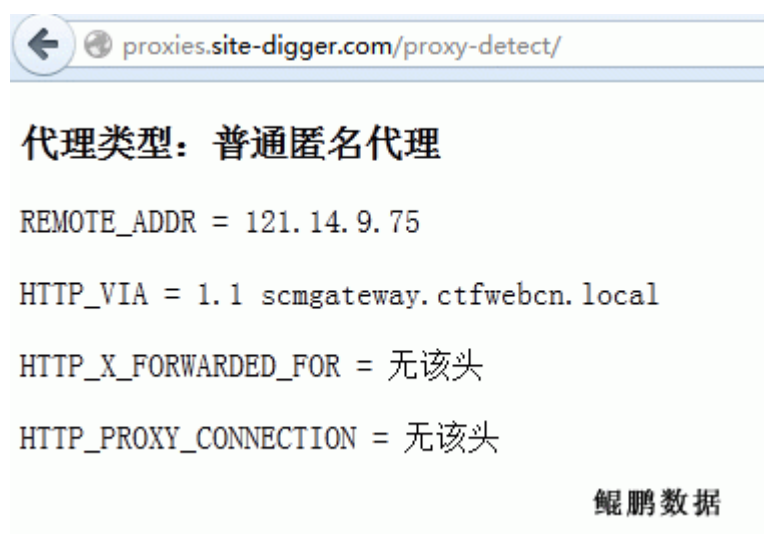 proxies.site-digger.com/proxy-detect/
代理类型：普通匿名代理
REMOTE_ADDR = 121.14.9.75
HTTP_VIA = 1.1 scmgateway.ctfwebcn.local
HTTP_X_FORWARDED_FOR = 无该头
HTTP_PROXY_CONNECTION = 无该头
鲲鹏数据